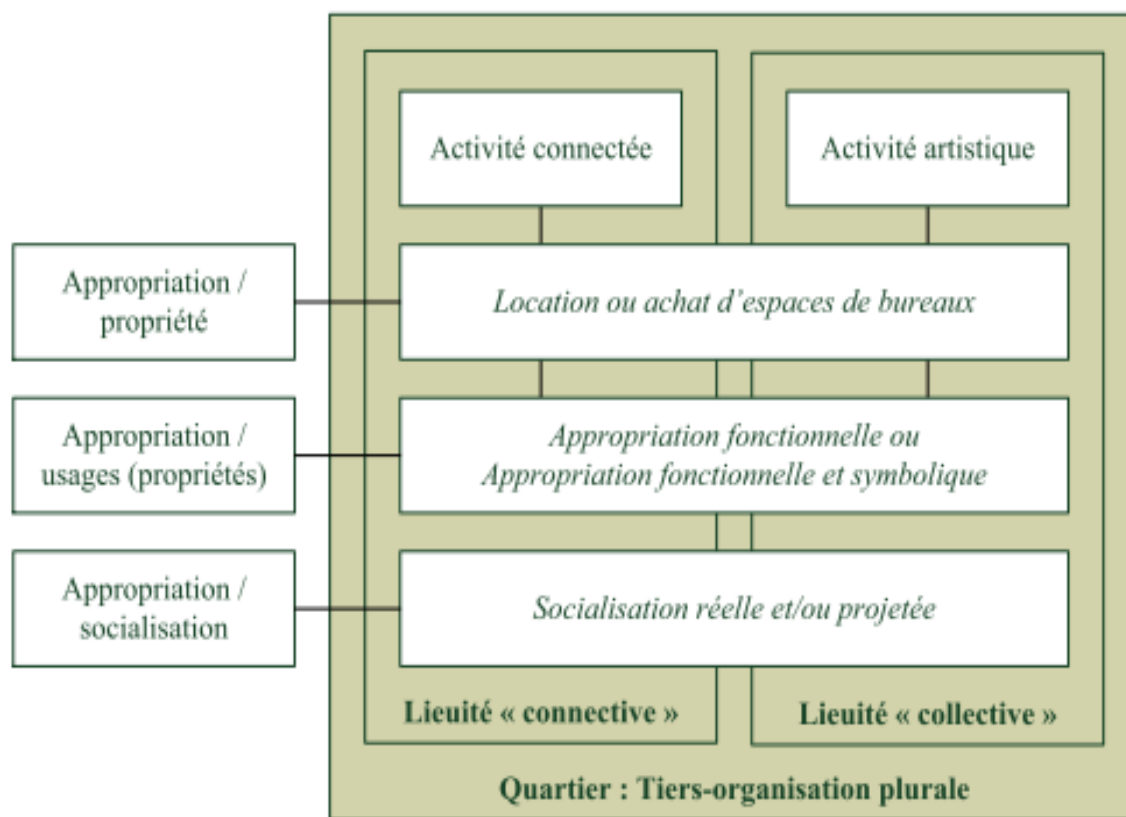 Activité connectée
Activité artistique
Appropriation /
propriété
Location ou achat d’espaces de bureaux
Appropriation /
usages (propriétés)
Appropriation fonctionnelle ou
Appropriation fonctionnelle et symbolique
Appropriation /
socialisation
Socialisation réelle et/ou projetée
Lieuité « connective »
Lieuité « collective »
Quartier : Tiers-organisation plurale